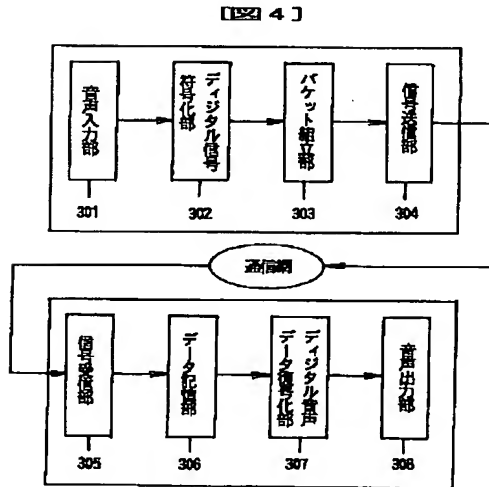 【図4】
音声入力部
ディジタル信号
符号化部
パケット組立部
信号送信部
301
302
303
304
通信網
信号受信部
データ記憶部
ディジタル音声
データ復号化部
音声出力部
305
306
307
308